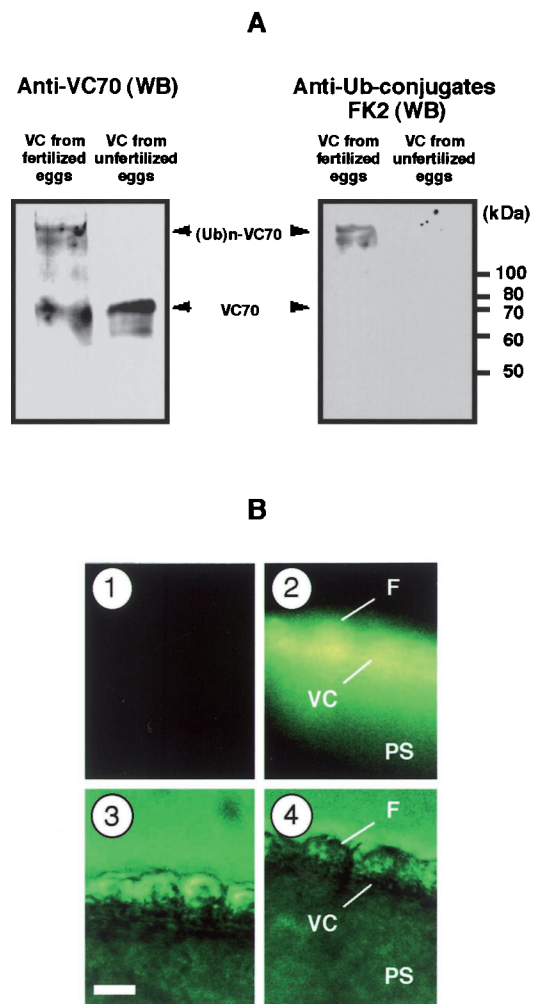 A
Anti-VC70 (WB)
Anti-Ub-conjugates
FK2 (WB)
VC from
fertilized
eggs
VC from
unfertilized
eggs
VC from
fertilized
eggs
VC from
unfertilized
eggs
(kDa)
(Ub)n-VC70
100
80
VC70
70
60
50
B
1
2
F
VC
PS
3
4
F
VC
PS